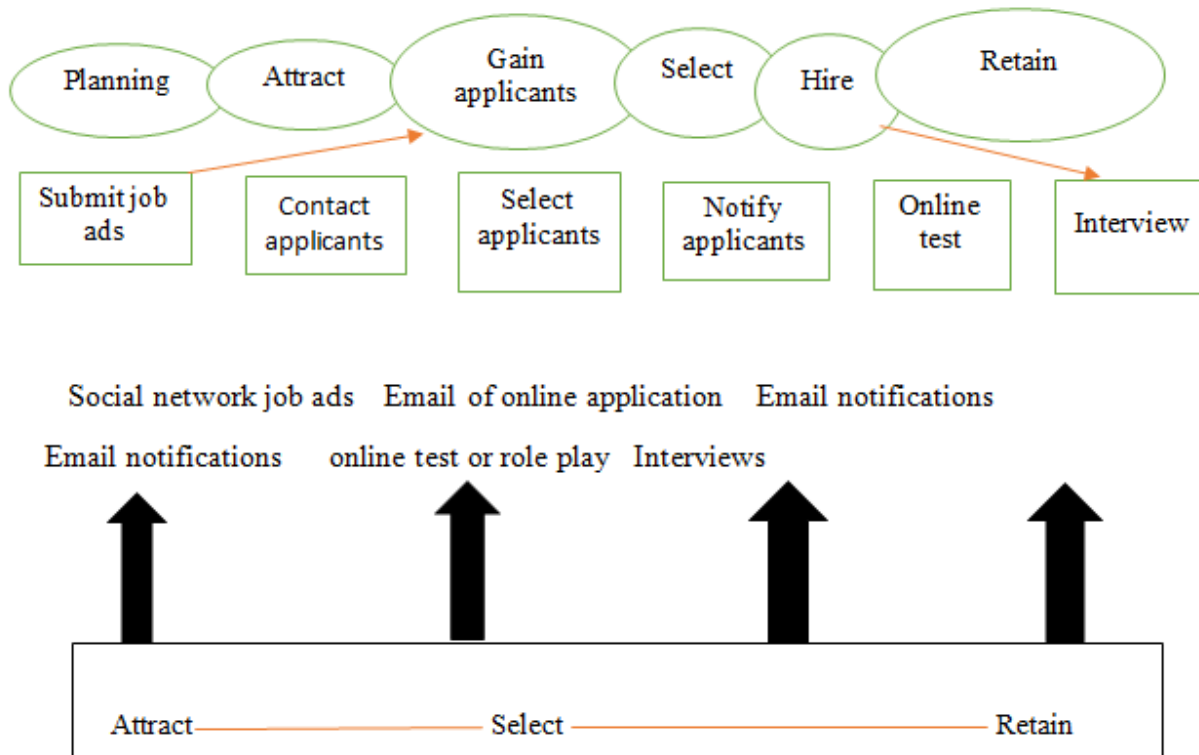 Planning
Attract
Gain
applicants
Select
Hire
Retain
Submit job
ads
Contact
applicants
Select
applicants
Notify
applicants
Online
test
Interview
Social network job ads Email of online application Email notifications
Email notifications online test or role play Interviews
Attract Select Retain